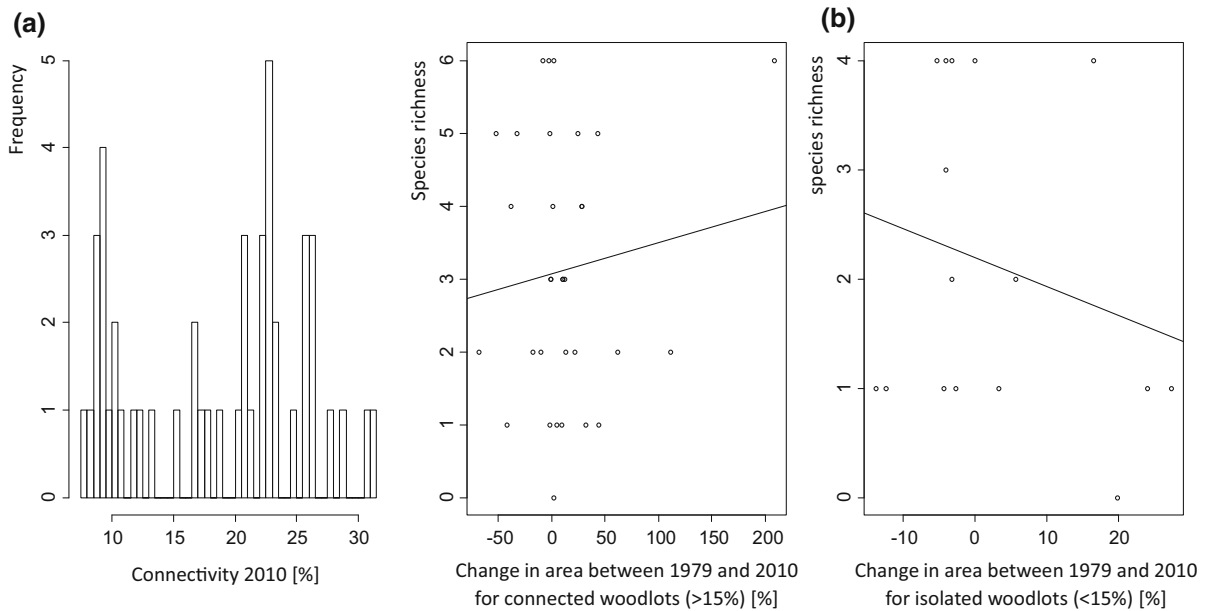 (a)
Frequency
0 1 2 3 4 5
10 15 20 25 30
Connectivity 2010 [%]
Species richness
0 1 2 3 4 5 6
-50 0 50 100 150 200
Change in area between 1979 and 2010
for connected woodlots (>15%) [%]
(b)
species richness
0 1 2 3 4
-10 0 10 20
Change in area between 1979 and 2010
for isolated woodlots (<15%) [%]